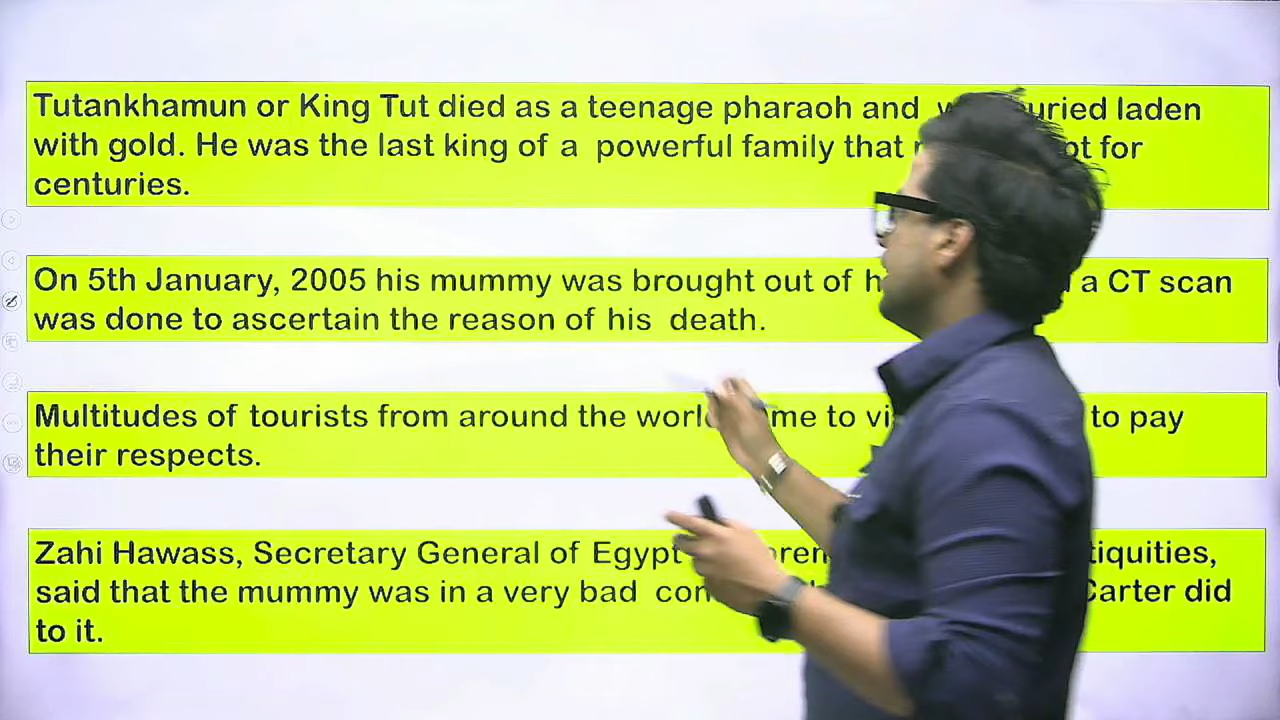 Tutankhamun or King Tut died as a teenage pharaoh and laden
with gold. He was the last king of a powerful family that for
centuries.
On 5th January, 2005 his mummy was brought out of a CT scan
was done to ascertain the reason of his death.
Multitudes of tourists from around the to to pay
their respects.
Zahi Hawass, Secretary General of Egypt
said that the mummy was in a very bad Carter did
to it.